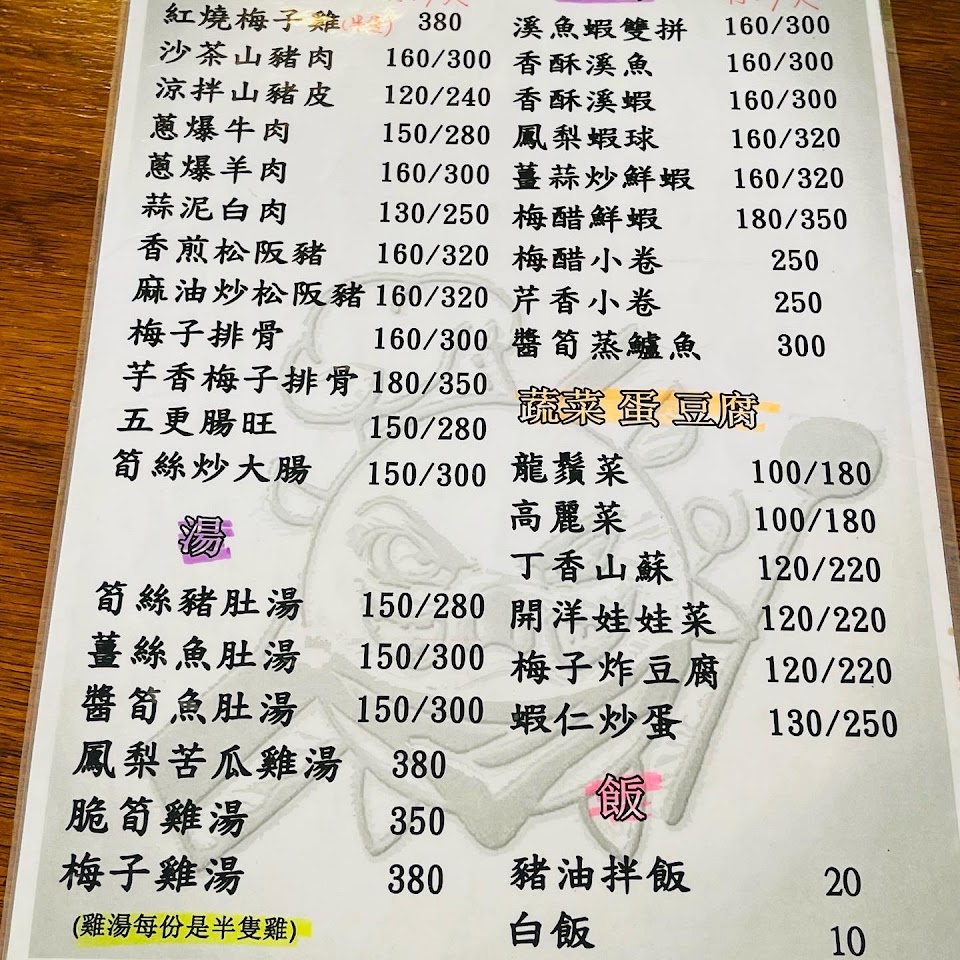 紅燒梅子雞 380
沙茶山豬肉 160/300
涼拌山豬皮 120/240
蔥爆牛肉 150/280
蔥爆羊肉 160/300
蒜泥白肉 130/250
香煎松阪豬 160/320
麻油炒松阪豬 160/320
梅子排骨 160/300
芋香梅子排骨 180/350
五更腸旺 150/280
筍絲炒大腸 150/300
湯
筍絲豬肚湯 150/280
薑絲魚肚湯 150/300
醬筍魚肚湯 150/300
鳳梨苦瓜雞湯 380
脆筍雞湯 350
梅子雞湯 380
(雞湯每份是半隻雞)
溪魚蝦雙拼 160/300
香酥溪魚 160/300
香酥溪蝦 160/300
鳳梨蝦球 160/320
薑蒜炒鮮蝦 160/320
梅醋鮮蝦 180/350
梅醋小卷 250
芹香小卷 250
醬筍蒸鱸魚 300
蔬菜 蛋 豆腐
龍鬚菜 100/180
高麗菜 100/180
丁香山蘇 120/220
開洋娃娃菜 120/220
梅子炸豆腐 120/220
蝦仁炒蛋 130/250
飯
豬油拌飯 20
白飯 10